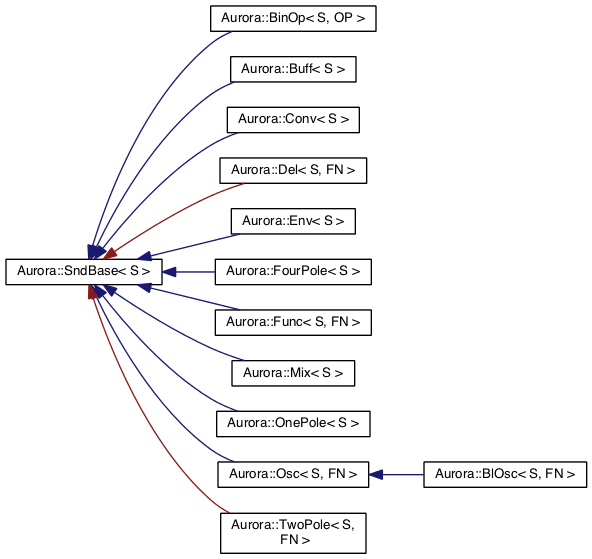 Aurora::BinOp< S, OP >
Aurora::Buff< S >
Aurora::Conv< S >
Aurora::Del< S, FN >
Aurora::Env< S >
Aurora::SndBase< S >
Aurora::FourPole< S >
Aurora::Func< S, FN >
Aurora::Mix< S >
Aurora::OnePole< S >
Aurora::Osc< S, FN >
Aurora::BlOsc< S, FN >
Aurora::TwoPole< S,
FN >